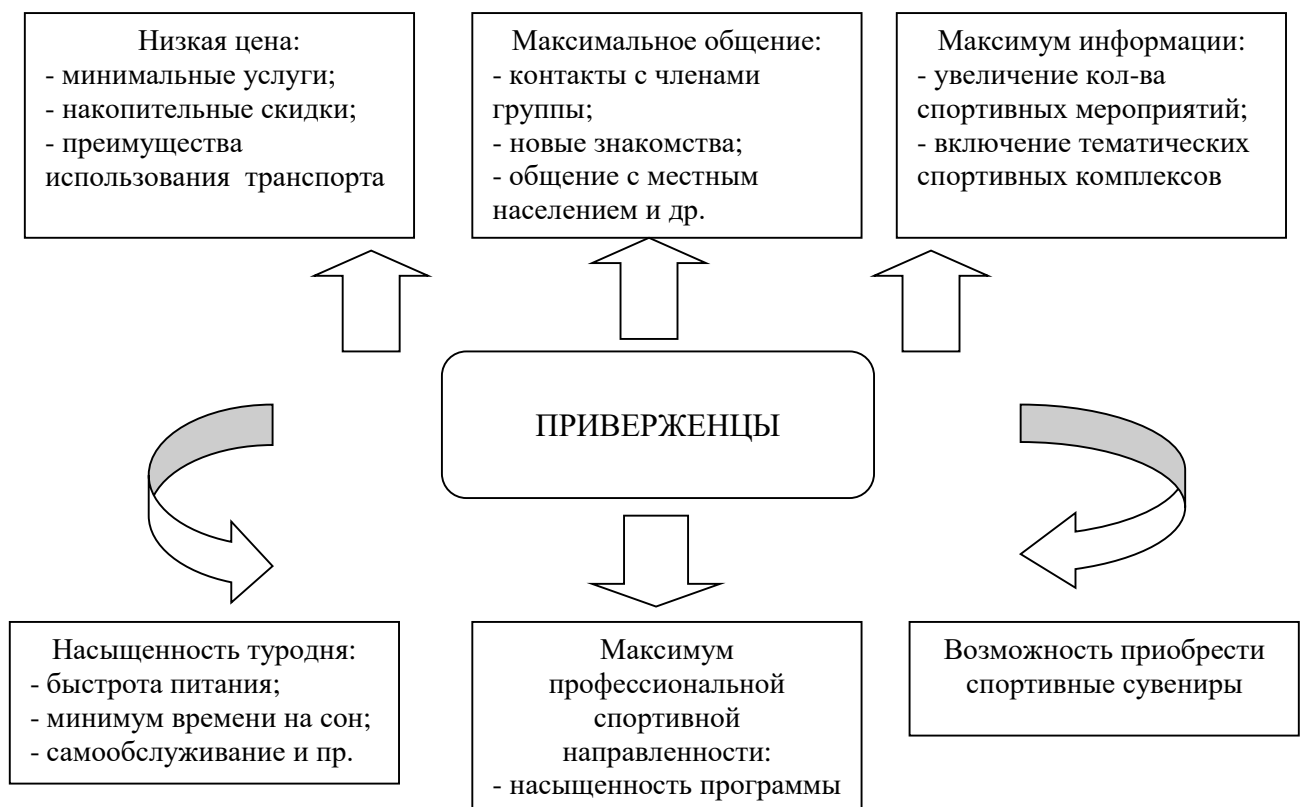 Низкая цена:
- минимальные услуги;
- накопительные скидки;
- преимущества
использования транспорта
Максимальное общение:
- контакты с членами
группы;
- новые знакомства;
- общение с местным
населением и др.
Максимум информации:
- увеличение кол-ва
спортивных мероприятий;
- включение тематических
спортивных комплексов
ПРИВЕРЖЕНЦЫ
Насыщенность туродня:
- быстрота питания;
- минимум времени на сон;
- самообслуживание и пр.
Максимум
профессиональной
спортивной
направленности:
- насыщенность программы
Возможность приобрести
спортивные сувениры